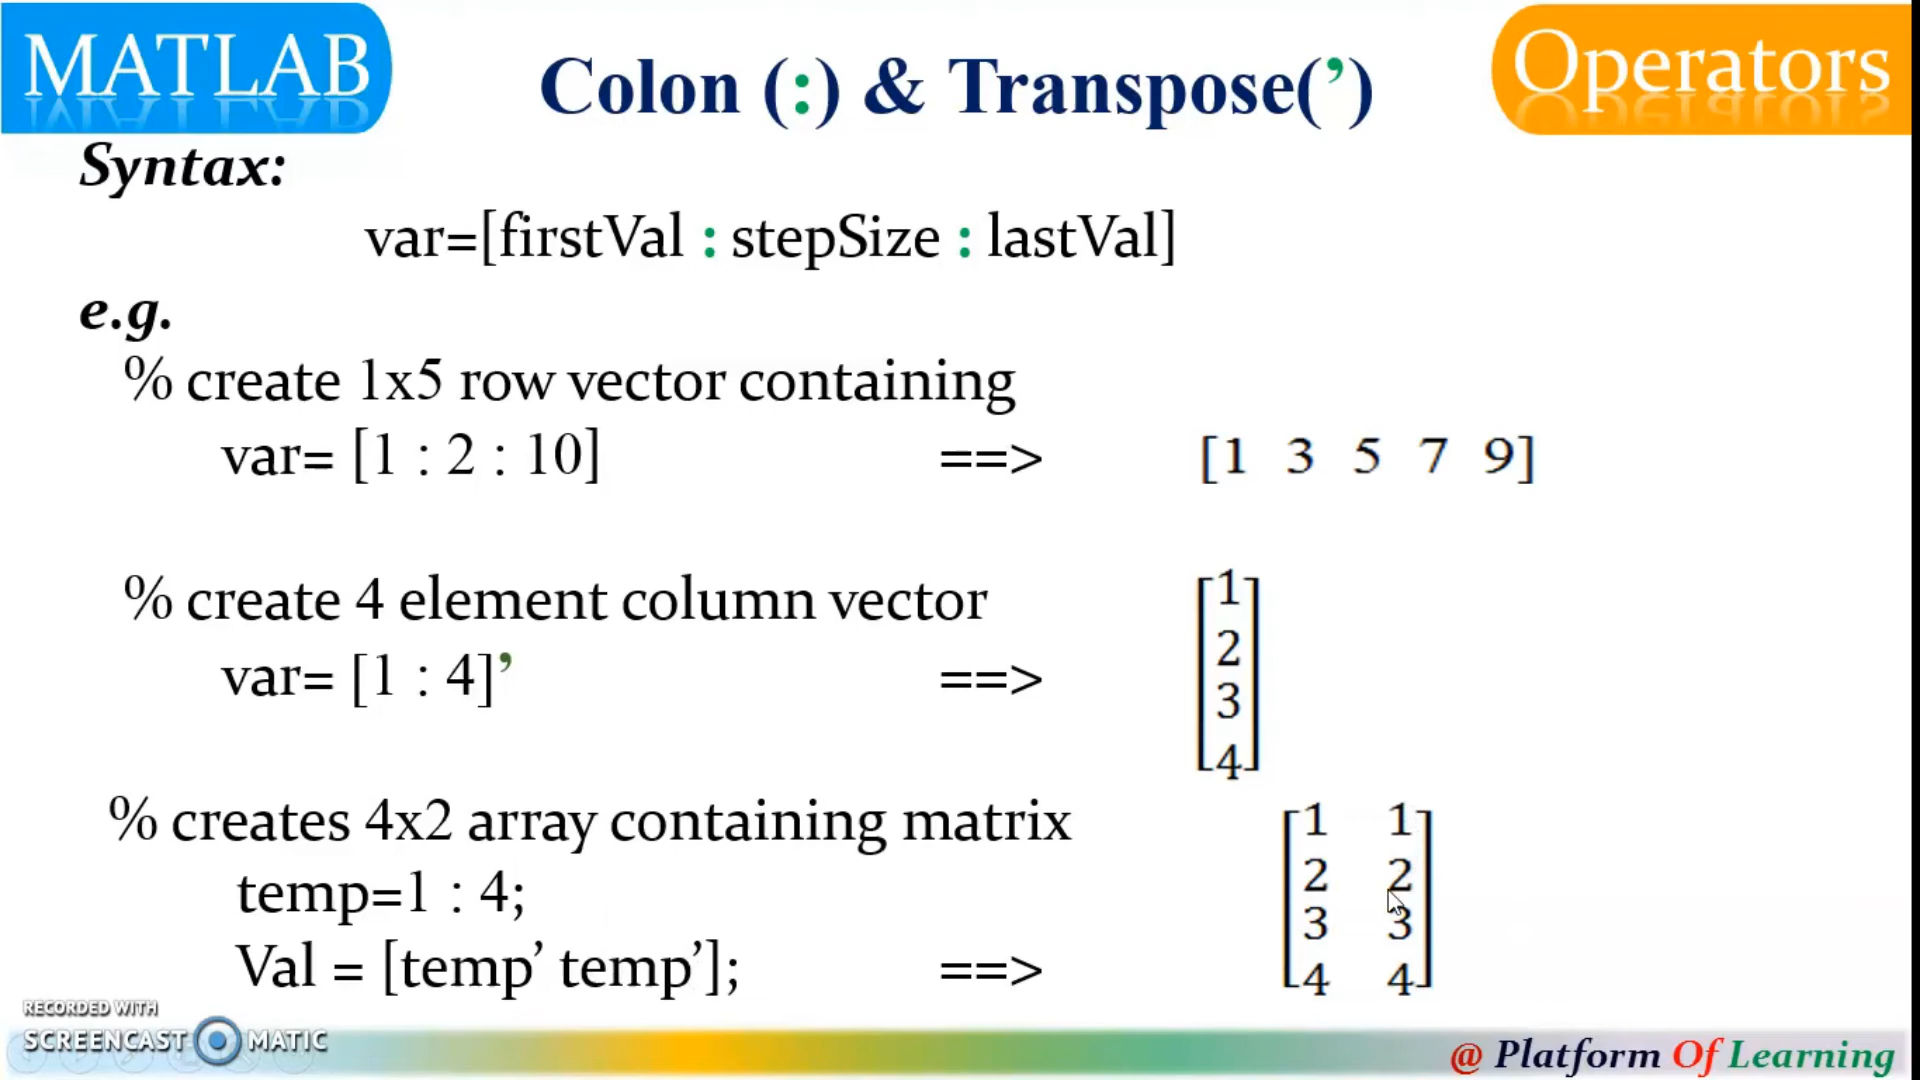 MATLAB
Colon (:) & Transpose(’)
Operators
Syntax:
var=[firstVal : stepSize : lastVal]
e.g.
% create 1x5 row vector containing
var= [1 : 2 : 10] ==> [1 3 5 7 9]
% create 4 element column vector
var= [1 : 4]’ ==>
1
2
3
4
% creates 4x2 array containing matrix
temp=1 : 4;
Val = [temp’ temp’]; ==>
1 1
2 2
3 3
4 4
RECORDED WITH
SCREENCAST MATIC
@ Platform Of Learning